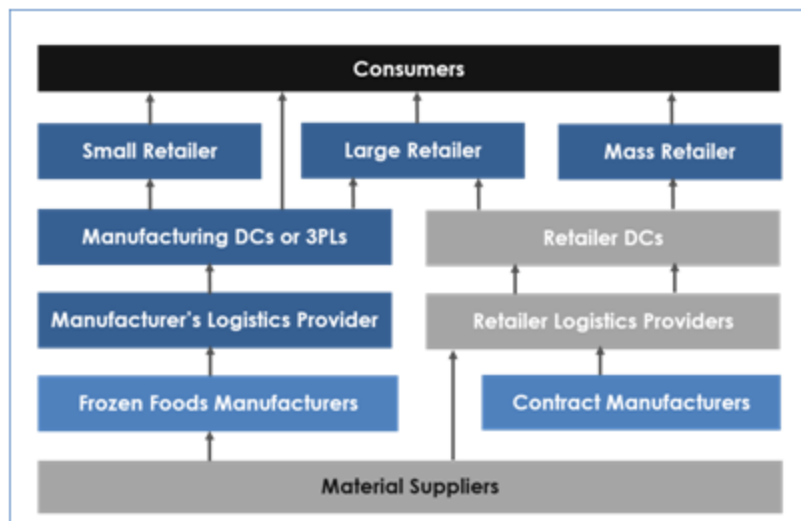 Consumers
Small Retailer
Large Retailer
Mass Retailer
Manufacturing DCs or 3PLs
Retailer DCs
Manufacturer's Logistics Provider
Retailer Logistics Providers
Frozen Foods Manufacturers
Contract Manufacturers
Material Suppliers